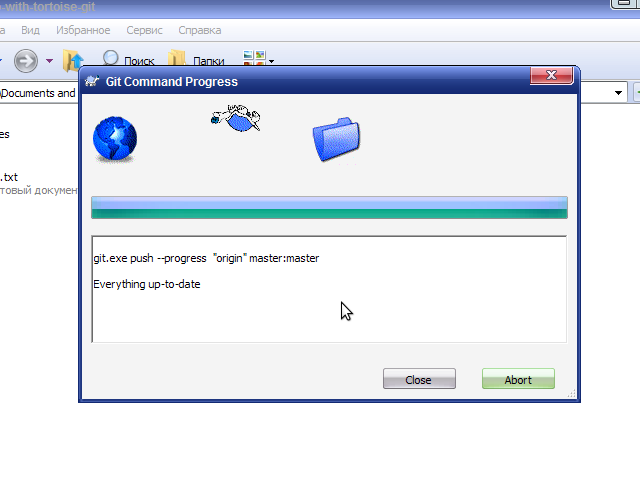 -with-tortoise-git
Вид Избранное Сервис Справка
Поиск Папки
Git Command Progress
\Documents and
es
.txt
товый докумен
git.exe push --progress "origin" master:master
Everything up-to-date
Close Abort